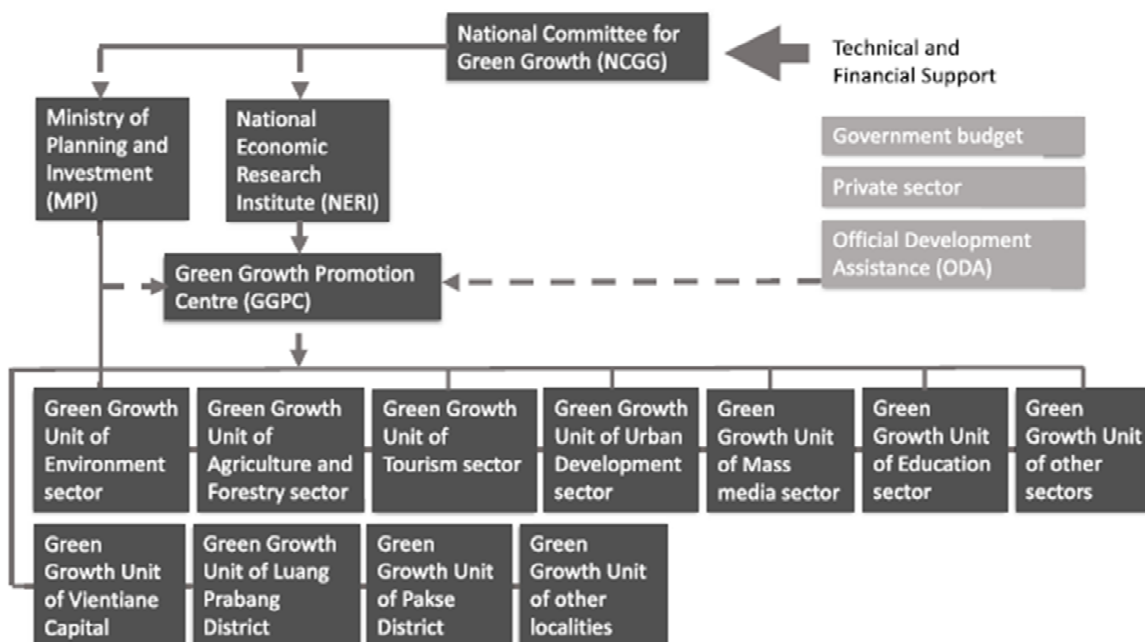 National Committee for
Green Growth (NCGG)
Technical and
Financial Support
Ministry of
Planning and
Investment
(MPI)
National
Economic
Research
Institute (NERI)
Government budget
Private sector
Official Development
Assistance (ODA)
Green Growth Promotion
Centre (GGPC)
Green Growth
Unit of
Environment
sector
Green Growth
Unit of
Agriculture and
Forestry sector
Green Growth
Unit of
Tourism sector
Green Growth
Unit of Urban
Development
sector
Green
Growth Unit
of Mass
media sector
Green
Growth Unit
of Education
sector
Green
Growth Unit
of other
sectors
Green
Growth Unit
of Vientiane
Capital
Green Growth
Unit of Luang
Prabang
District
Green
Growth Unit
of Pakse
District
Green
Growth Unit
of other
localities